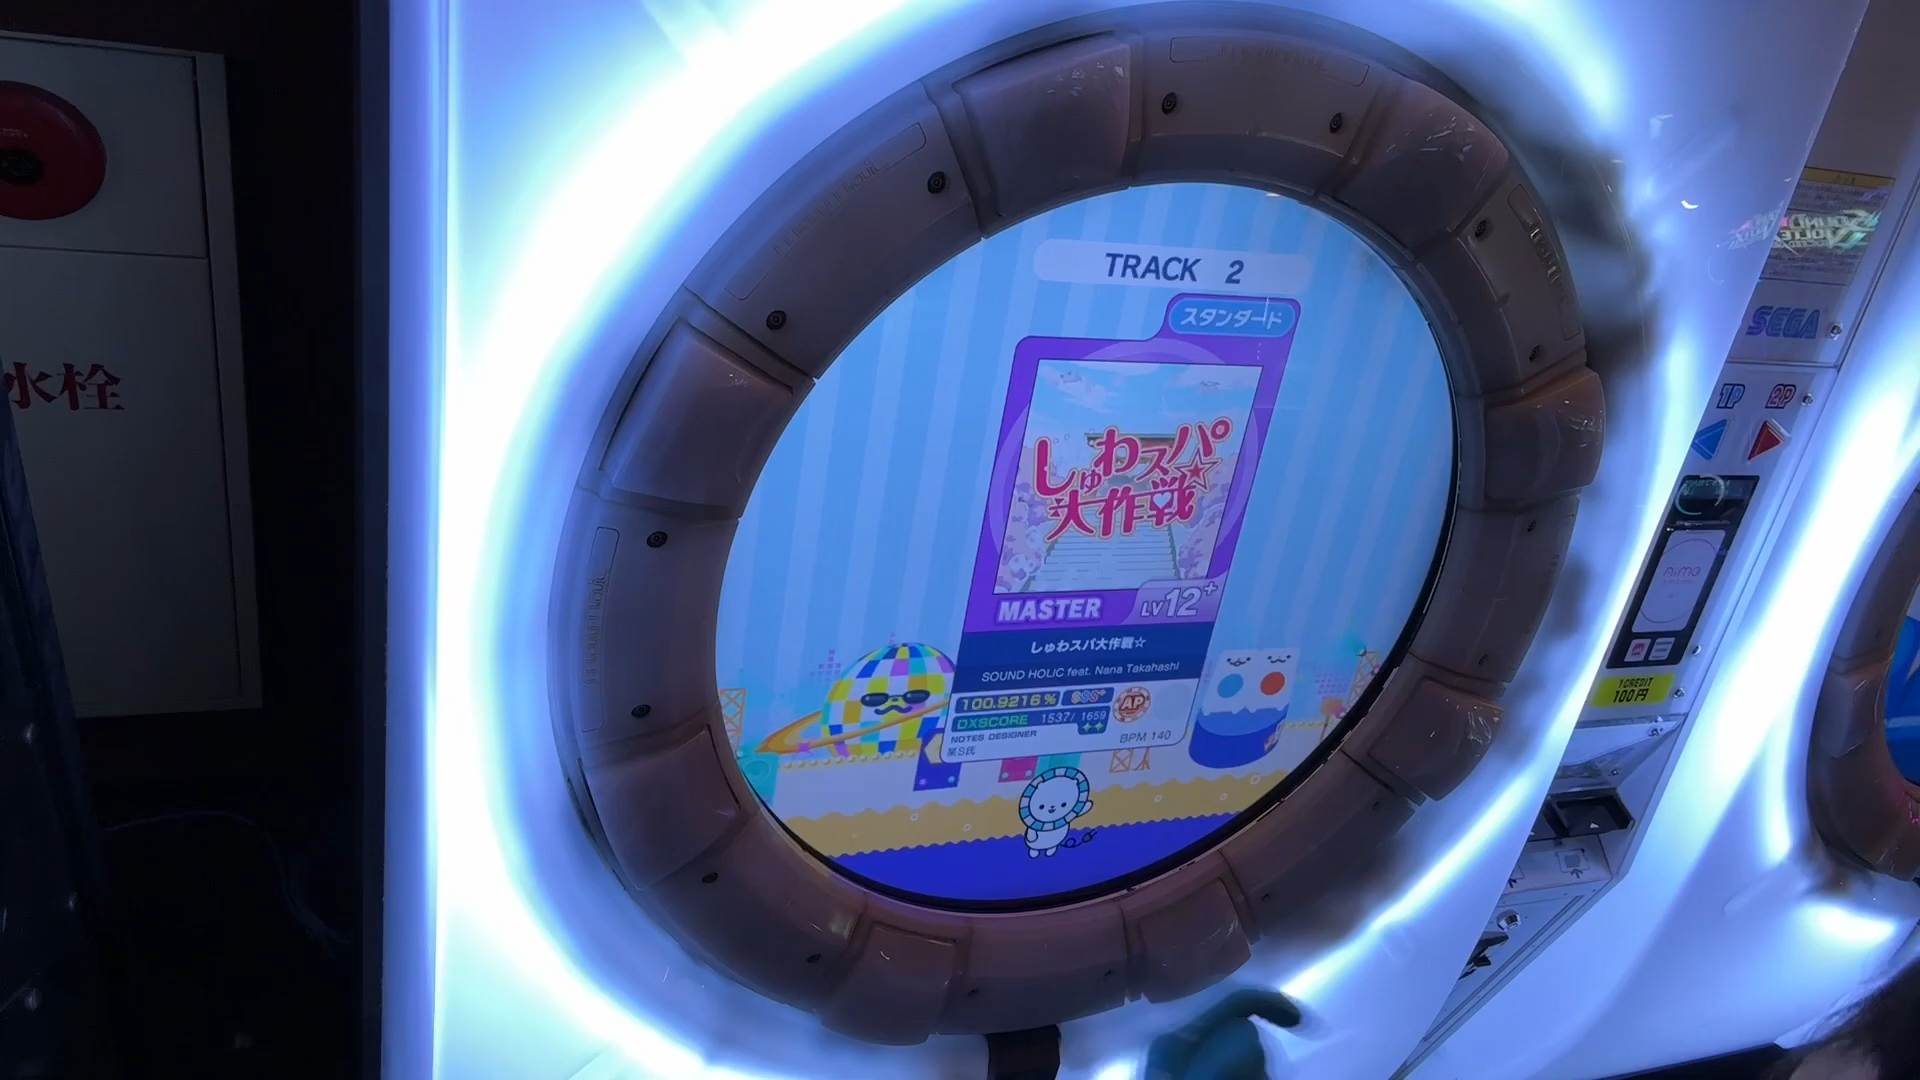 水栓
TRACK 2
スタンダード
しゅわスパ☆
大作戦
MASTER LV12+
しゅわスパ大作戦☆
SOUND HOLIC feat. Nana Takahashi
100.9216% SSS+
AP
DXSCORE 1537/1659
NOTES DESIGNER
某S氏
BPM 140
SEGA
1P 2P
Aime
1CREDIT
100円